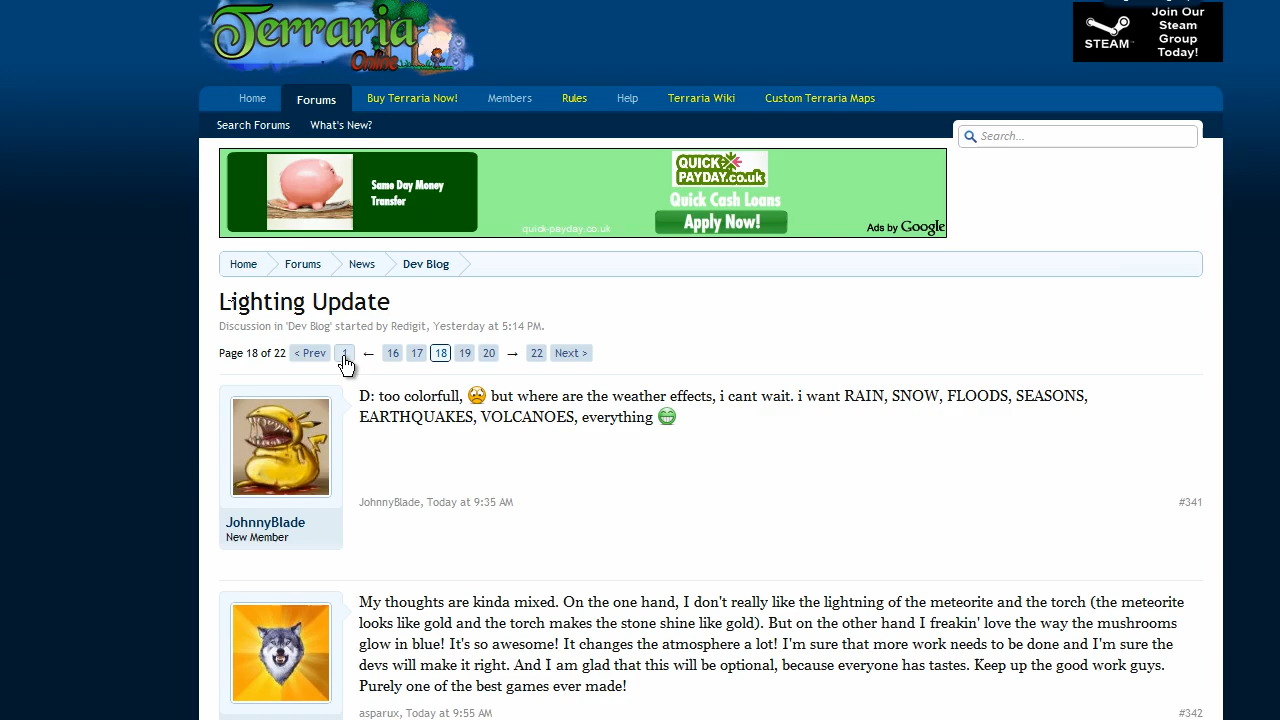 Terraria
Online
STEAM
Join Our
Steam
Group
Today!
Home Forums Buy Terraria Now! Members Rules Help Terraria Wiki Custom Terraria Maps
Search Forums What's New?
Search...
Same Day Money
Transfer
QUICK
PAYDAY.co.uk
Quick Cash Loans
Apply Now!
quick-payday.co.uk
Ads by Google
Home Forums News Dev Blog
Lighting Update
Discussion in 'Dev Blog' started by Redigit, Yesterday at 5:14 PM.
Page 18 of 22 < Prev 1 ← 16 17 18 19 20 → 22 Next >
D: too colorfull, but where are the weather effects, i cant wait. i want RAIN, SNOW, FLOODS, SEASONS,
EARTHQUAKES, VOLCANOES, everything
JohnnyBlade, Today at 9:35 AM #341
JohnnyBlade
New Member
My thoughts are kinda mixed. On the one hand, I don't really like the lightning of the meteorite and the torch (the meteorite
looks like gold and the torch makes the stone shine like gold). But on the other hand I freakin' love the way the mushrooms
glow in blue! It's so awesome! It changes the atmosphere a lot! I'm sure that more work needs to be done and I'm sure the
devs will make it right. And I am glad that this will be optional, because everyone has tastes. Keep up the good work guys.
Purely one of the best games ever made!
asparux, Today at 9:55 AM #342